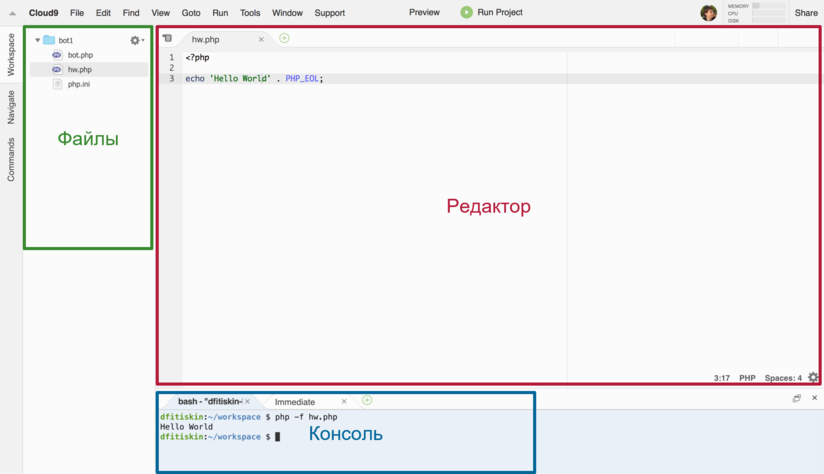 Cloud9 File Edit Find View Goto Run Tools Window Support Preview Run Project MEMORY CPU DISK Share
Workspace
Navigate
Commands
bot1
bot.php
hw.php
php.ini
Файлы
hw.php
1 <?php
2
3 echo 'Hello World' . PHP_EOL;
Редактор
3:17 PHP Spaces: 4
bash - "dfitiskin- Immediate
dfitiskin:~/workspace $ php -f hw.php
Hello World
dfitiskin:~/workspace $
Консоль